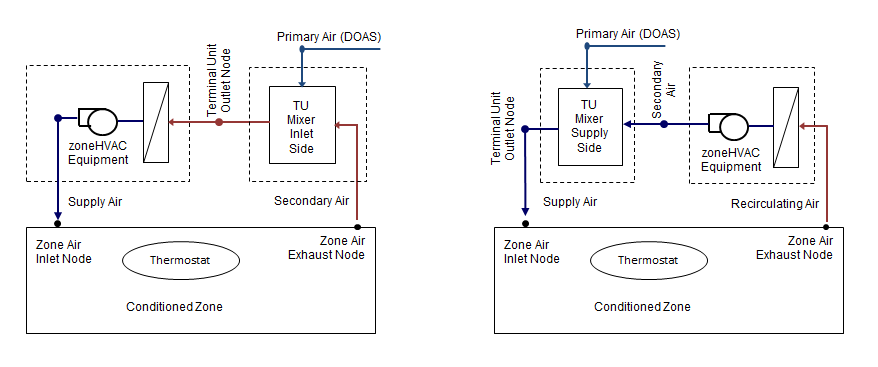 Primary Air (DOAS)
Terminal Unit
Outlet Node
TU
Mixer
Inlet
Side
zoneHVAC
Equipment
Supply Air
Secondary Air
Zone Air
Inlet Node
Zone Air
Exhaust Node
Thermostat
Conditioned Zone
Primary Air (DOAS)
Terminal Unit
Outlet Node
TU
Mixer
Supply
Side
Secondary
Air
zoneHVAC
Equipment
Supply Air
Recirculating Air
Zone Air
Inlet Node
Zone Air
Exhaust Node
Thermostat
Conditioned Zone